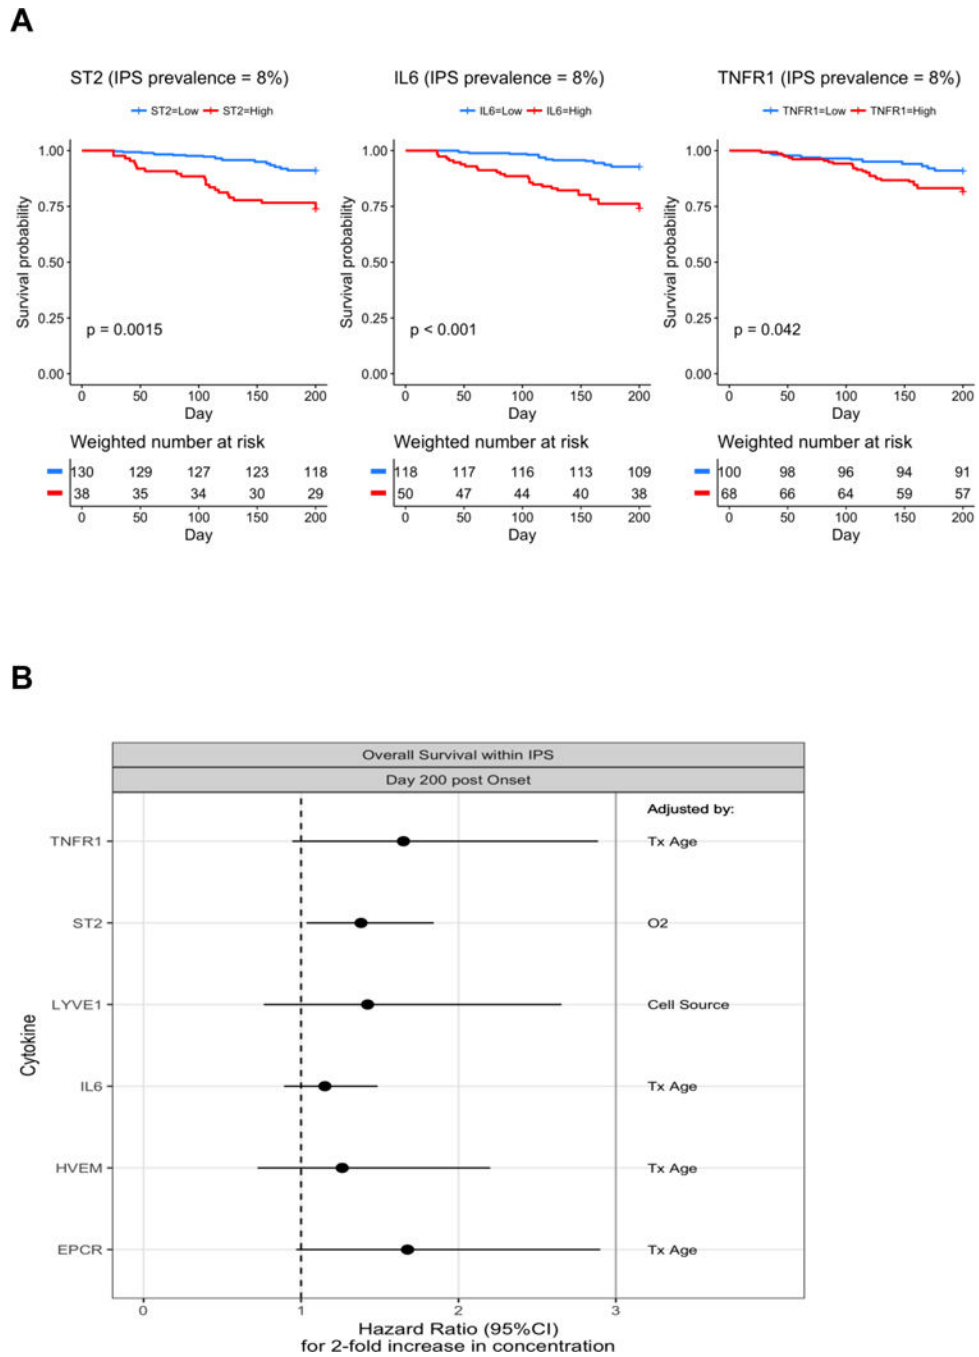 A
ST2 (IPS prevalence = 8%)
ST2=Low ST2=High
Survival probability
1.00
0.75
0.50
0.25
0.00
p = 0.0015
0 50 100 150 200
Day
Weighted number at risk
130 129 127 123 118
38 35 34 30 29
0 50 100 150 200
Day
IL6 (IPS prevalence = 8%)
IL6=Low IL6=High
Survival probability
1.00
0.75
0.50
0.25
0.00
p < 0.001
0 50 100 150 200
Day
Weighted number at risk
118 117 116 113 109
50 47 44 40 38
0 50 100 150 200
Day
TNFR1 (IPS prevalence = 8%)
TNFR1=Low TNFR1=High
Survival probability
1.00
0.75
0.50
0.25
0.00
p = 0.042
0 50 100 150 200
Day
Weighted number at risk
100 98 96 94 91
68 66 64 59 57
0 50 100 150 200
Day
B
Overall Survival within IPS
Day 200 post Onset
Adjusted by:
Cytokine
TNFR1 Tx Age
ST2 O2
LYVE1 Cell Source
IL6 Tx Age
HVEM Tx Age
EPCR Tx Age
0 1 2 3
Hazard Ratio (95%CI)
for 2-fold increase in concentration